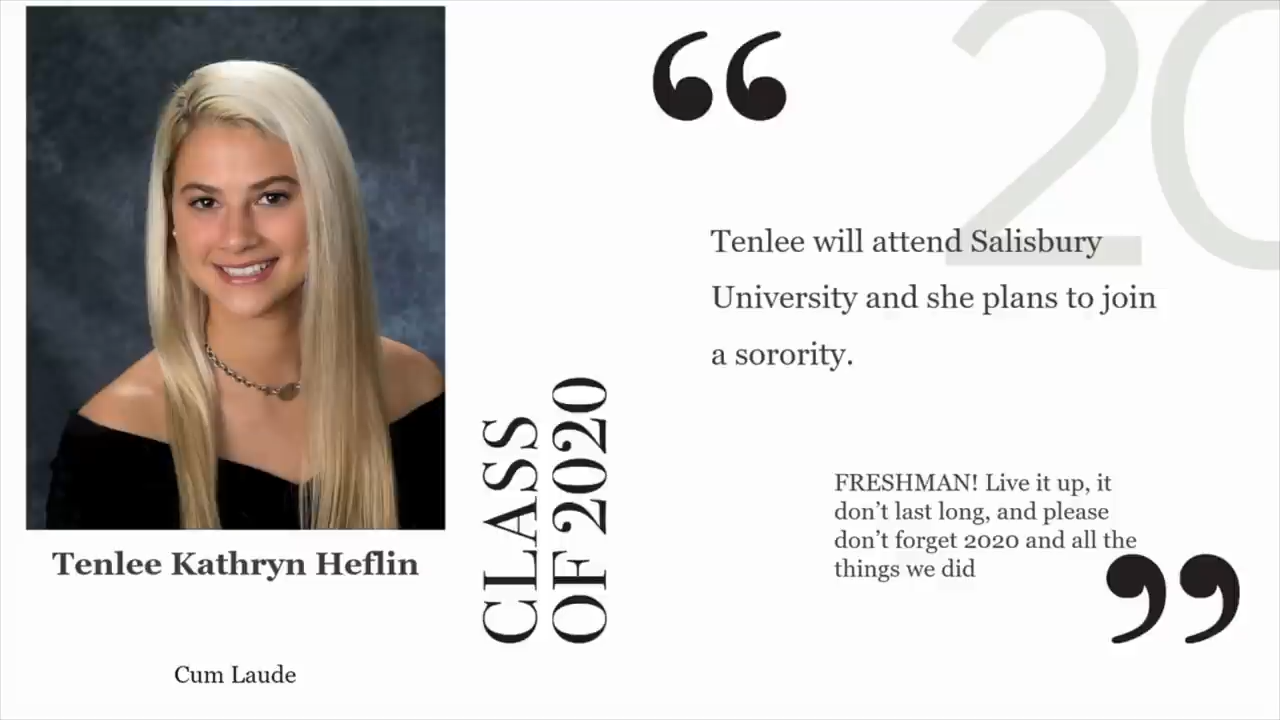 20
Tenlee will attend Salisbury
University and she plans to join
a sorority.
CLASS
OF 2020
FRESHMAN! Live it up, it
don’t last long, and please
don’t forget 2020 and all the
things we did
Tenlee Kathryn Heflin
Cum Laude